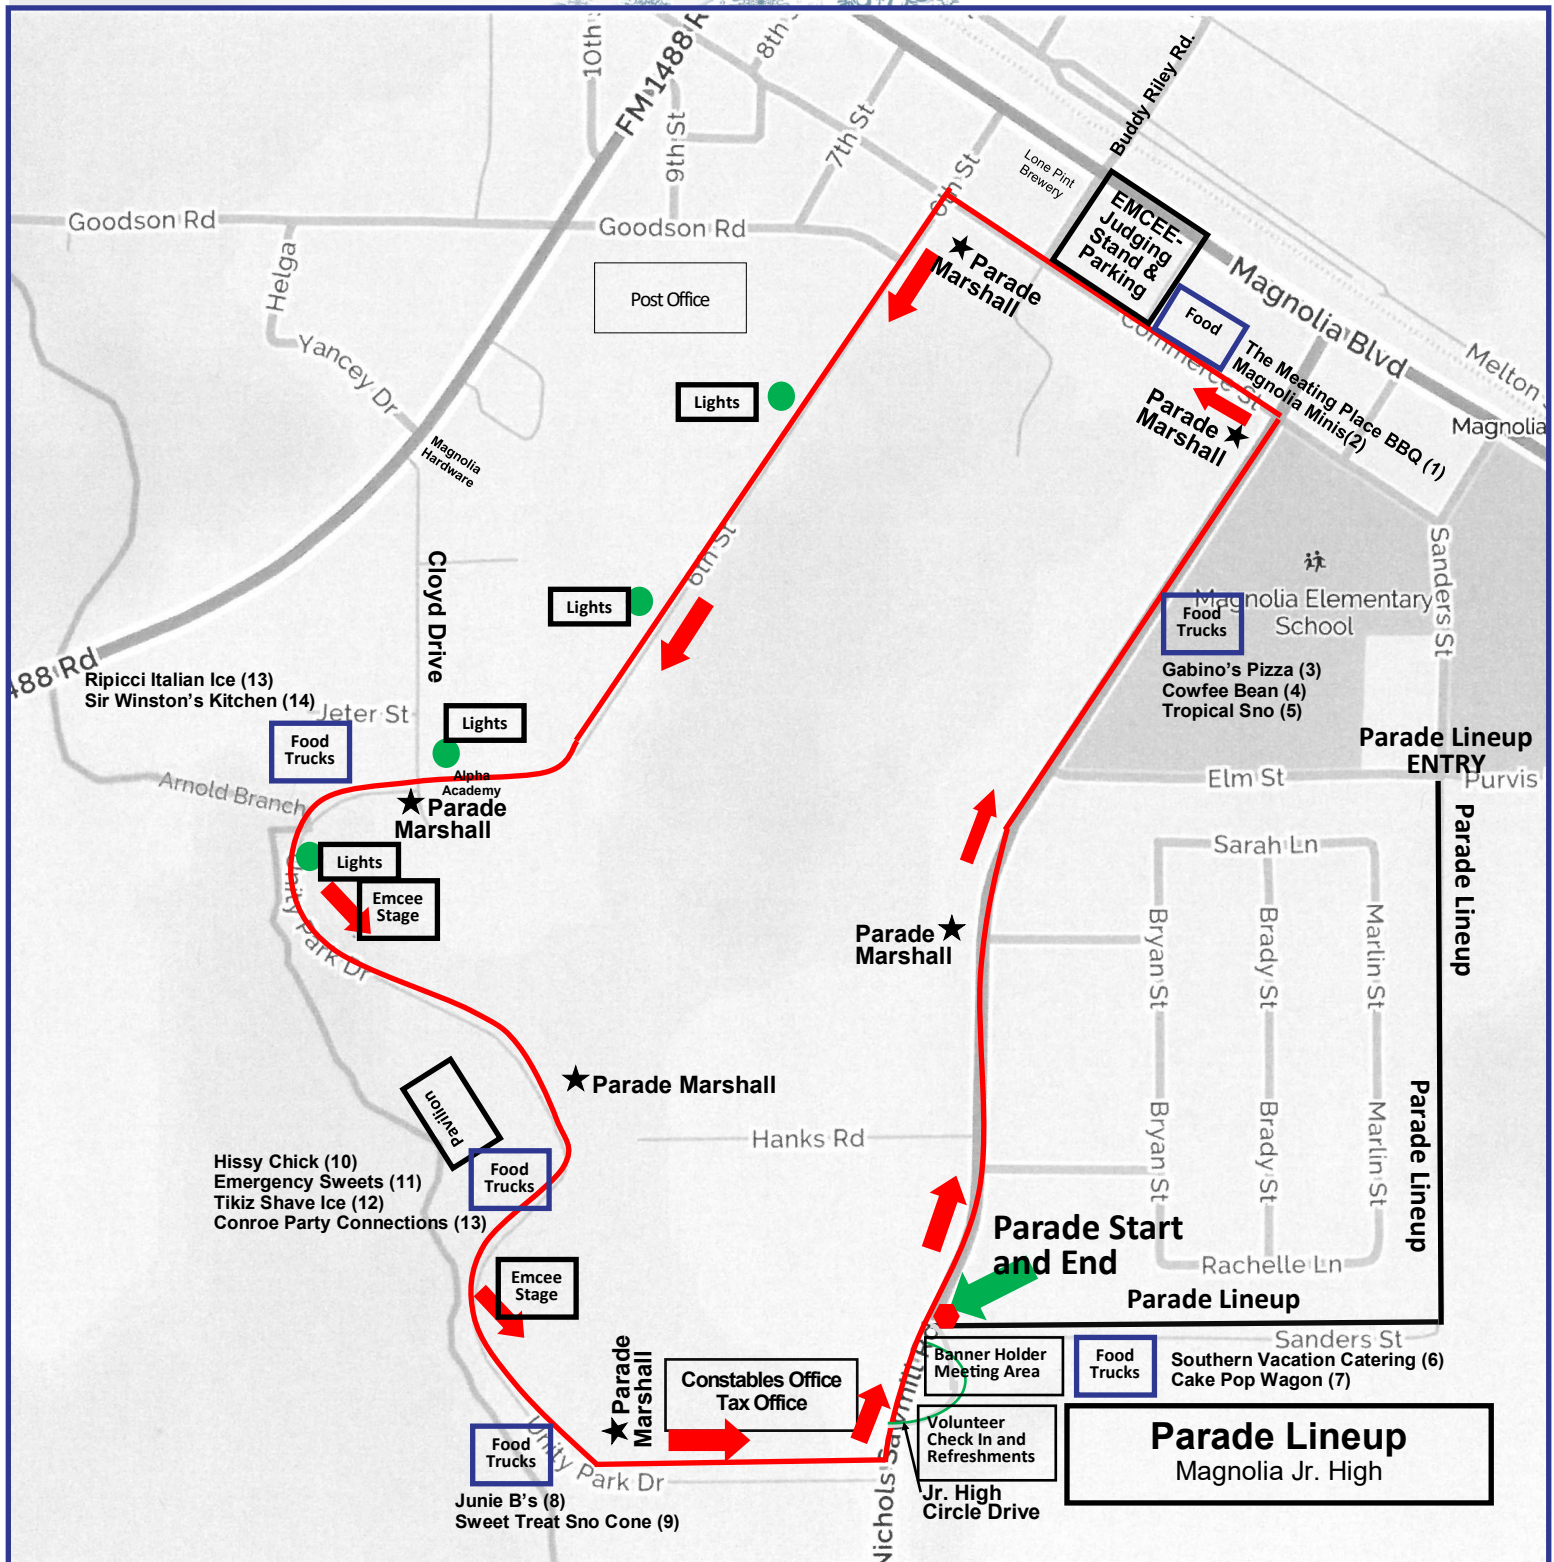 10th
FM 1488 R
8th
9th St
7th St
6th St
Buddy Riley Rd.
Lone Pint
Brewery
Goodson Rd
Goodson Rd
Helga
Yancey Dr
Post Office
EMCEE-
Judging
Stand &
Parking
Parade
Marshall
Food
Commerce St
Magnolia Blvd
Melton
Magnolia
The Meating Place BBQ (1)
Magnolia Minis(2)
Parade
Marshall
Lights
Magnolia
Hardware
6th St
Sanders St
Cloyd Drive
Lights
Magnolia Elementary
School
Food
Trucks
Gabino's Pizza (3)
Cowfee Bean (4)
Tropical Sno (5)
488 Rd
Ripicci Italian Ice (13)
Sir Winston's Kitchen (14)
Jeter St
Lights
Food
Trucks
Alpha
Academy
Arnold Branch
Parade
Marshall
Parade Lineup
ENTRY
Elm St
Purvis
Sarah Ln
Parade Lineup
Lights
Emcee
Stage
Unity Park Dr
Parade
Marshall
Bryan St
Brady St
Marlin St
Parade Marshall
Pavilion
Hanks Rd
Bryan St
Brady St
Marlin St
Parade Lineup
Hissy Chick (10)
Emergency Sweets (11)
Tikiz Shave Ice (12)
Conroe Party Connections (13)
Food
Trucks
Parade Start
and End
Rachelle Ln
Emcee
Stage
Parade Lineup
Sanders St
Parade
Marshall
Constables Office
Tax Office
Banner Holder
Meeting Area
Food
Trucks
Southern Vacation Catering (6)
Cake Pop Wagon (7)
Nichols Sawmill Rd
Volunteer
Check In and
Refreshments
Parade Lineup
Magnolia Jr. High
Food
Trucks
Unity Park Dr
Jr. High
Circle Drive
Junie B's (8)
Sweet Treat Sno Cone (9)